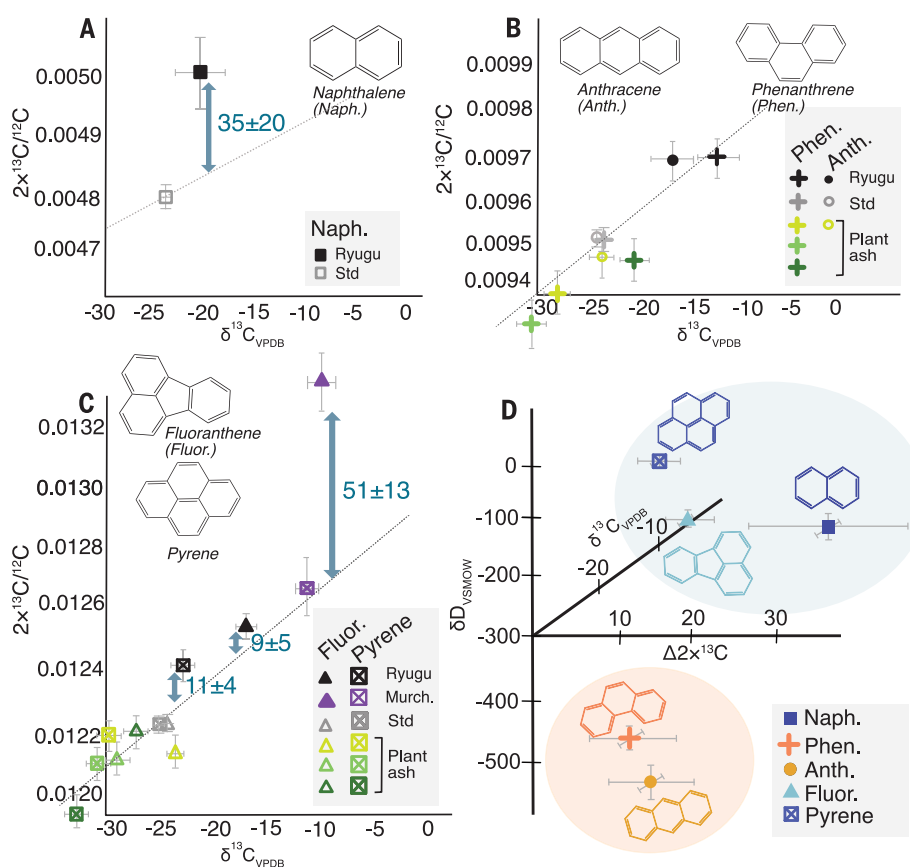 A
0.0050
0.0049
0.0048
0.0047
2×¹³C/¹²C
35±20
Naphthalene
(Naph.)
Naph.
Ryugu
Std
-30 -25 -20 -15 -10 -5 0
δ¹³C_VPDB
B
0.0099
0.0098
0.0097
0.0096
0.0095
0.0094
2×¹³C/¹²C
Anthracene
(Anth.)
Phenanthrene
(Phen.)
Phen.
Anth.
Ryugu
Std
Plant
ash
-30 -25 -20 -15 -10 -5 0
δ¹³C_VPDB
C
0.0132
0.0130
0.0128
0.0126
0.0124
0.0122
0.0120
2×¹³C/¹²C
Fluoranthene
(Fluor.)
Pyrene
51±13
9±5
11±4
Fluor.
Pyrene
Ryugu
Murch.
Std
Plant
ash
-30 -25 -20 -15 -10 -5 0
δ¹³C_VPDB
D
0
-100
-200
-300
-400
-500
δD_VSMOW
δ¹³C_VPDB
-10
-20
10 20 30
Δ2×¹³C
Naph.
Phen.
Anth.
Fluor.
Pyrene